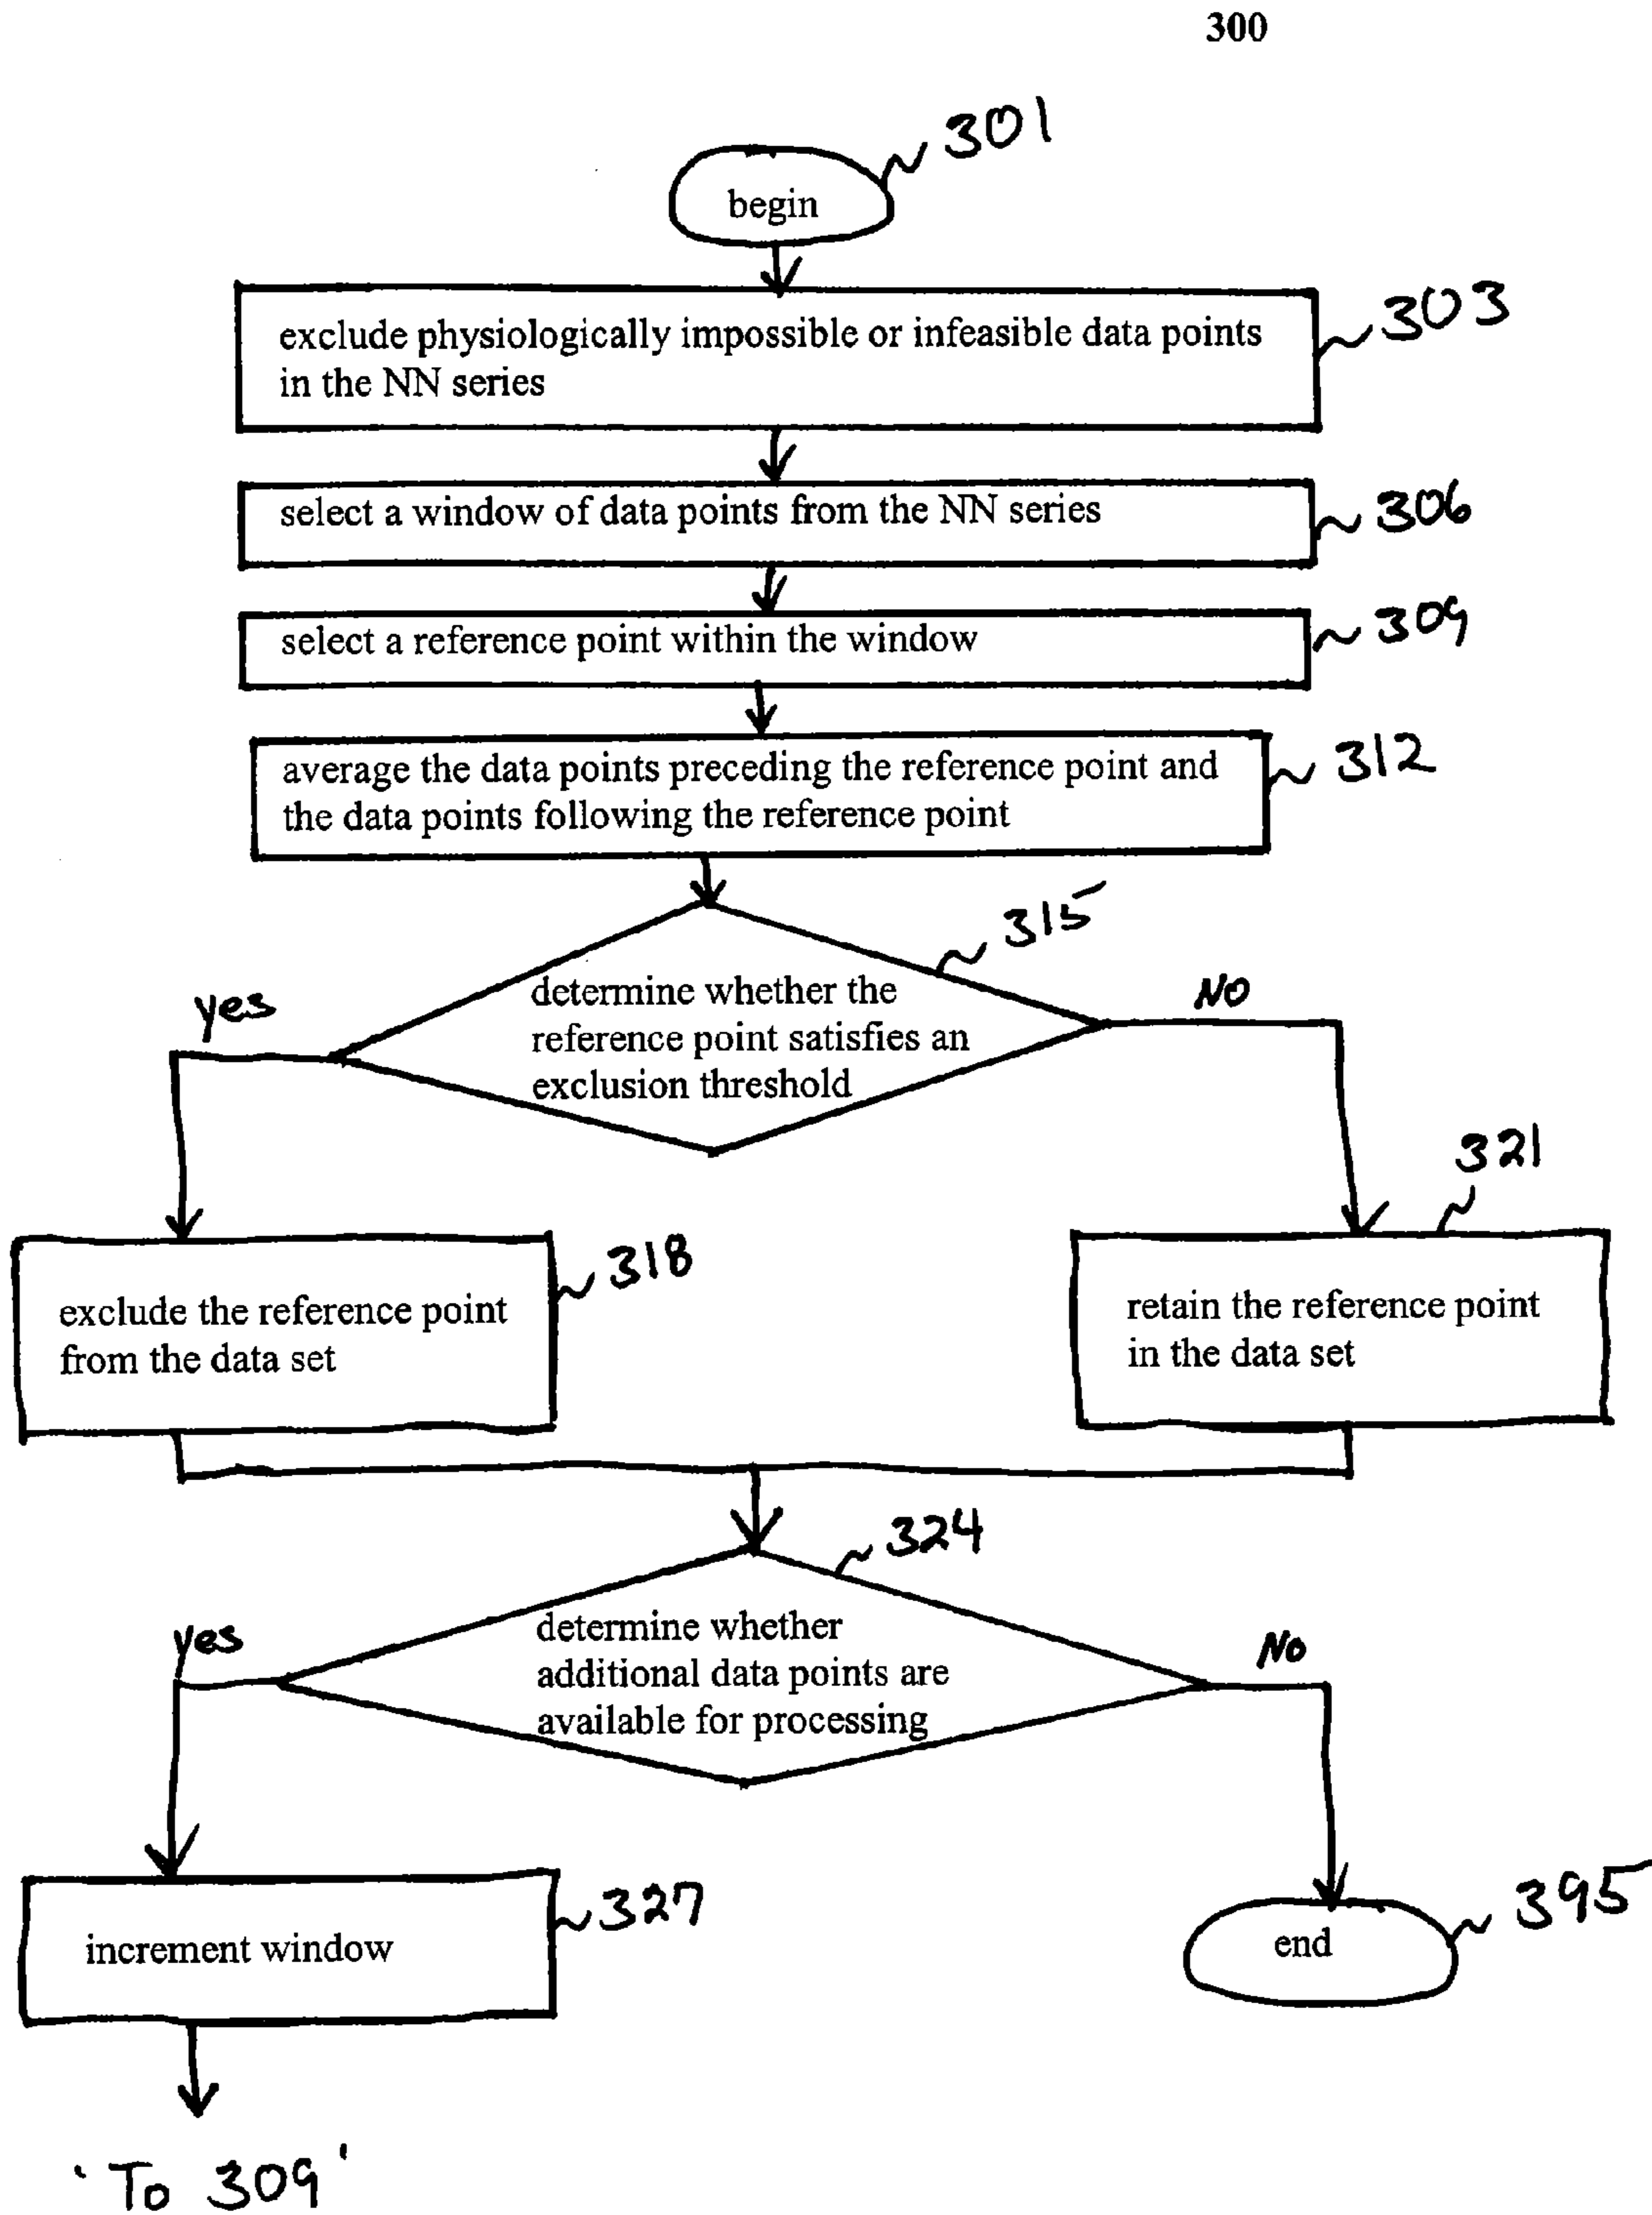 300
301
begin
303
exclude physiologically impossible or infeasible data points
in the NN series
306
select a window of data points from the NN series
309
select a reference point within the window
312
average the data points preceding the reference point and
the data points following the reference point
315
determine whether the
reference point satisfies an
exclusion threshold
yes
NO
318
exclude the reference point
from the data set
321
retain the reference point
in the data set
324
determine whether
additional data points are
available for processing
yes
No
327
increment window
395
end
'To 309'